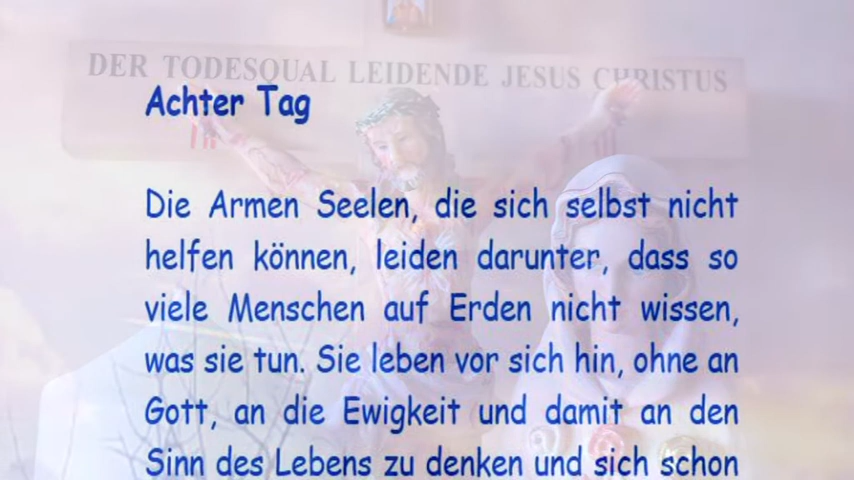 DER TODESQUAL LEIDENDE JESUS CHRISTUS
Achter Tag
Die Armen Seelen, die sich selbst nicht
helfen können, leiden darunter, dass so
viele Menschen auf Erden nicht wissen,
was sie tun. Sie leben vor sich hin, ohne an
Gott, an die Ewigkeit und damit an den
Sinn des Lebens zu denken und sich schon